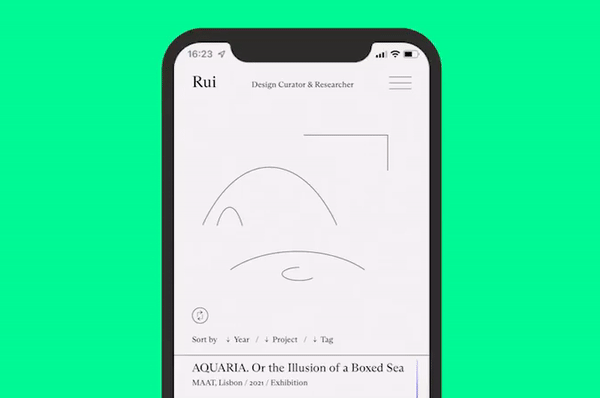 16:23
Rui
Design Curator & Researcher
Sort by ↓ Year / ↓ Project / ↓ Tag
AQUARIA. Or the Illusion of a Boxed Sea
MAAT, Lisbon / 2021 / Exhibition